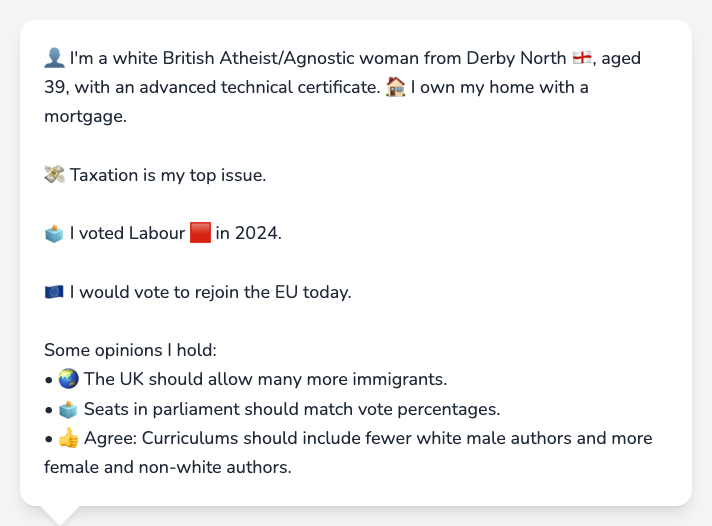 👤 I'm a white British Atheist/Agnostic woman from Derby North 🏴󠁧󠁢󠁥󠁮󠁧󠁿, aged
39, with an advanced technical certificate. 🏠 I own my home with a
mortgage.
💸 Taxation is my top issue.
🗳️ I voted Labour 🟥 in 2024.
🇪🇺 I would vote to rejoin the EU today.
Some opinions I hold:
• 🌏 The UK should allow many more immigrants.
• 🗳️ Seats in parliament should match vote percentages.
• 👍 Agree: Curriculums should include fewer white male authors and more
female and non-white authors.